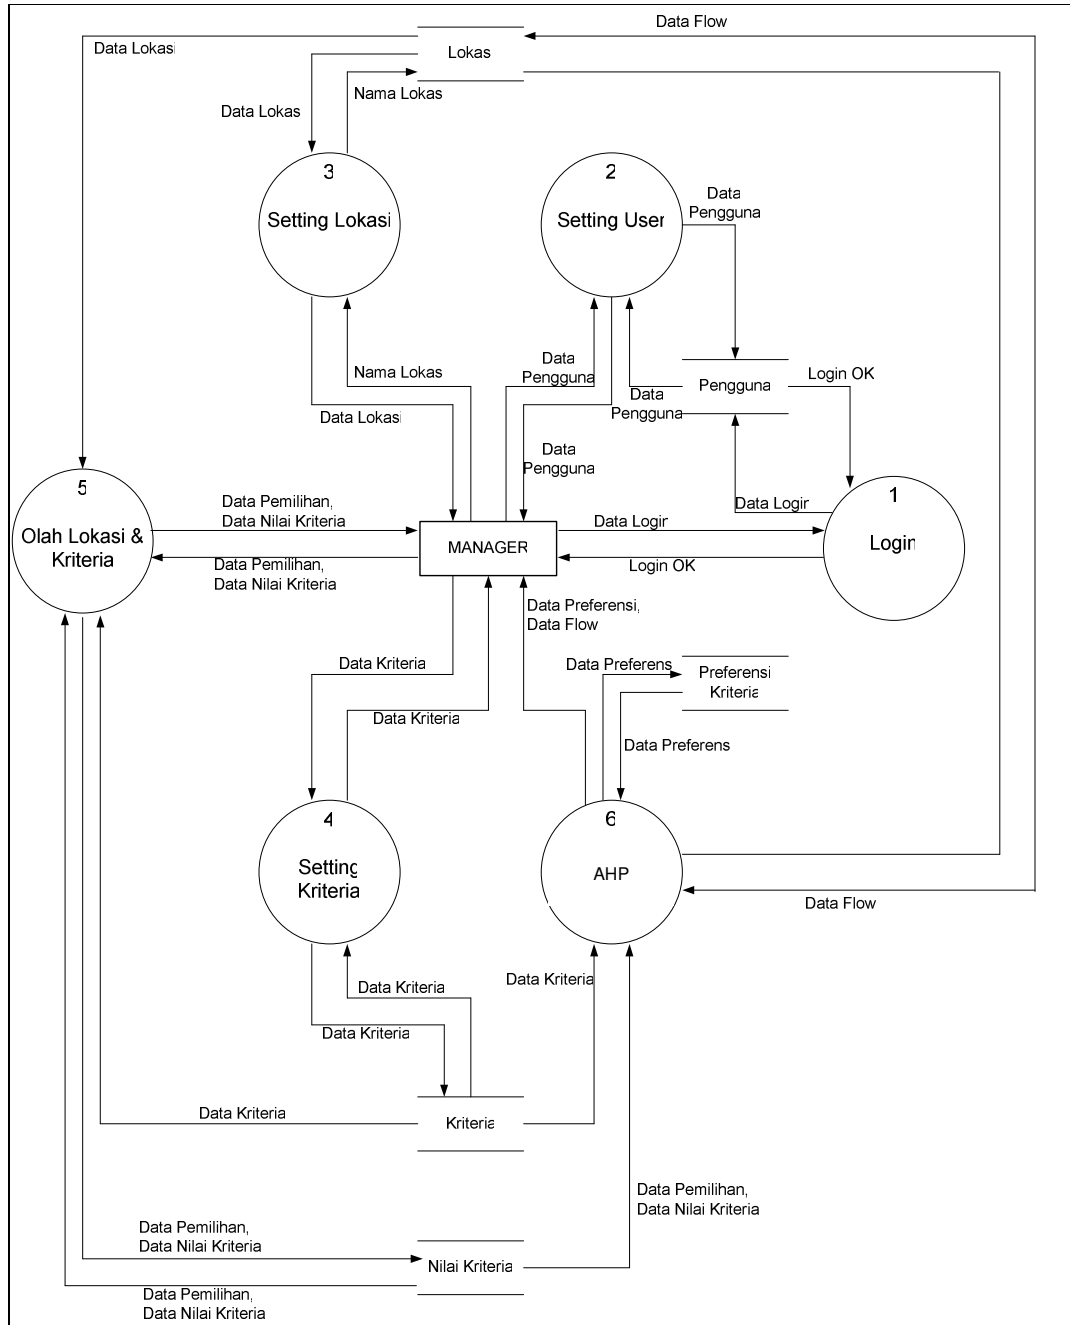 Data Flow
Data Lokasi
Lokas
Nama Lokas
Data Lokas
3
Setting Lokasi
2
Setting User
Data
Pengguna
Nama Lokas
Data Lokasi
Data
Pengguna
Data
Pengguna
Pengguna
Login OK
Data
Pengguna
5
Olah Lokasi &
Kriteria
Data Pemilihan,
Data Nilai Kriteria
Data Pemilihan,
Data Nilai Kriteria
MANAGER
Data Login
Login OK
Data Login
1
Login
Data Preferensi,
Data Flow
Data Kriteria
Data Kriteria
Data Preferens
Preferensi
Kriteria
Data Preferens
4
Setting
Kriteria
6
AHP
Data Flow
Data Kriteria
Data Kriteria
Data Kriteria
Data Kriteria
Kriteria
Data Pemilihan,
Data Nilai Kriteria
Data Pemilihan,
Data Nilai Kriteria
Nilai Kriteria
Data Pemilihan,
Data Nilai Kriteria